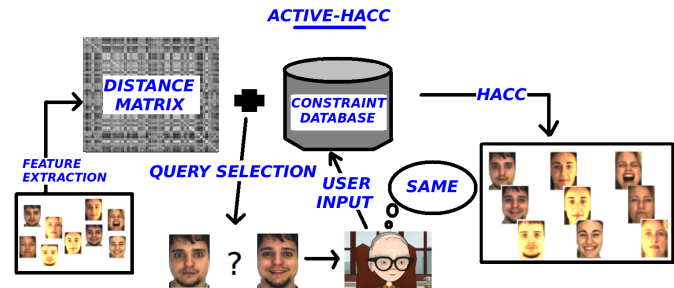 ACTIVE-HACC
DISTANCE
MATRIX
CONSTRAINT
DATABASE
HACC
FEATURE
EXTRACTION
QUERY SELECTION
USER
INPUT
SAME
?